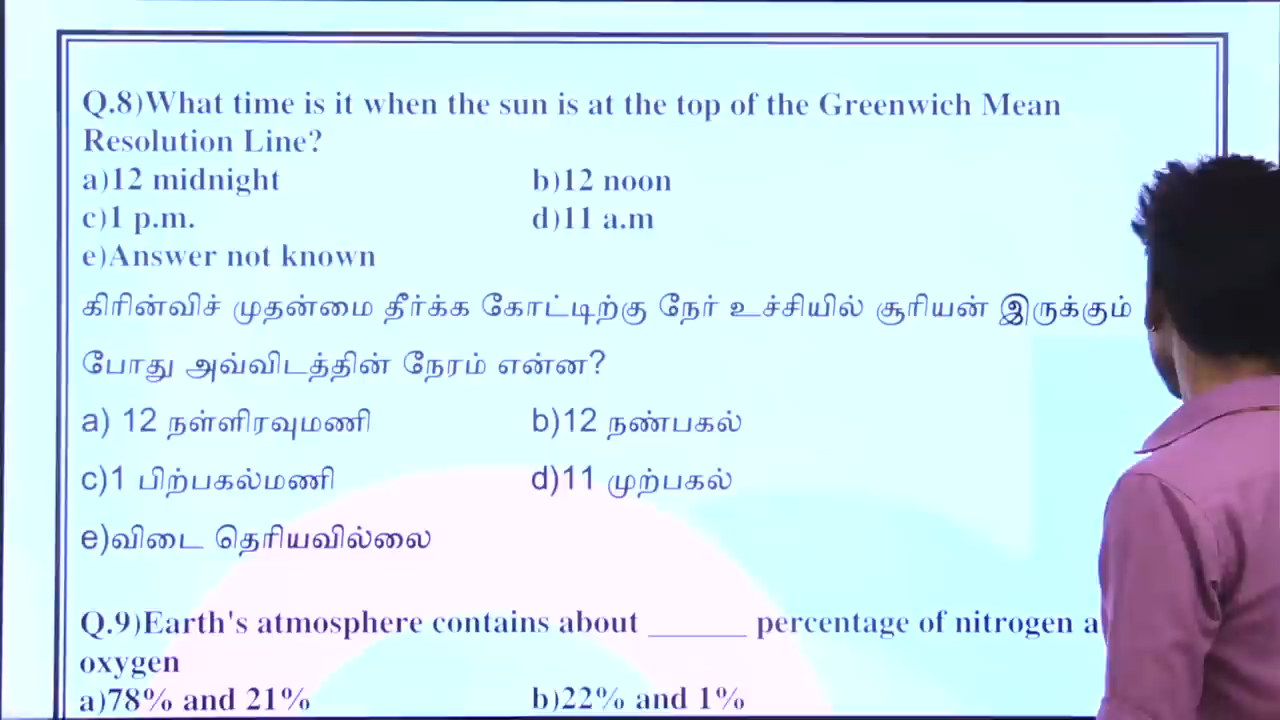 Q.8)What time is it when the sun is at the top of the Greenwich Mean
Resolution Line?
a)12 midnight b)12 noon
c)1 p.m. d)11 a.m
e)Answer not known
கிரின்விச் முதன்மை தீர்க்க கோட்டிற்கு நேர் உச்சியில் சூரியன் இருக்கும்
போது அவ்விடத்தின் நேரம் என்ன?
a) 12 நள்ளிரவுமணி b)12 நண்பகல்
c)1 பிற்பகல்மணி d)11 முற்பகல்
e)விடை தெரியவில்லை
Q.9)Earth's atmosphere contains about ______ percentage of nitrogen
oxygen
a)78% and 21% b)22% and 1%